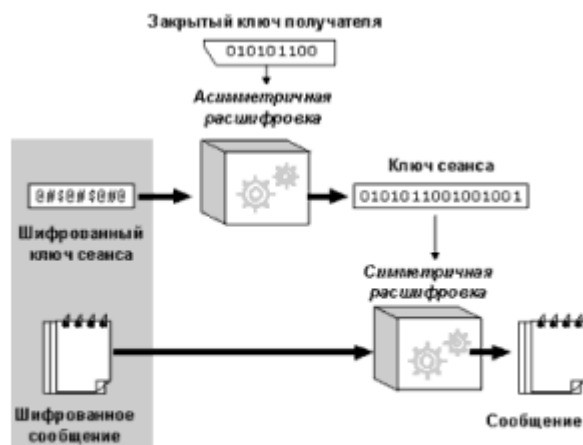 Закрытый ключ получателя
010101100
Асимметричная
расшифровка
@#$@#$@#@
Шифрованный
ключ сеанса
Ключ сеанса
0101011001001001
Симметричная
расшифровка
Шифрованное
сообщение
Сообщение